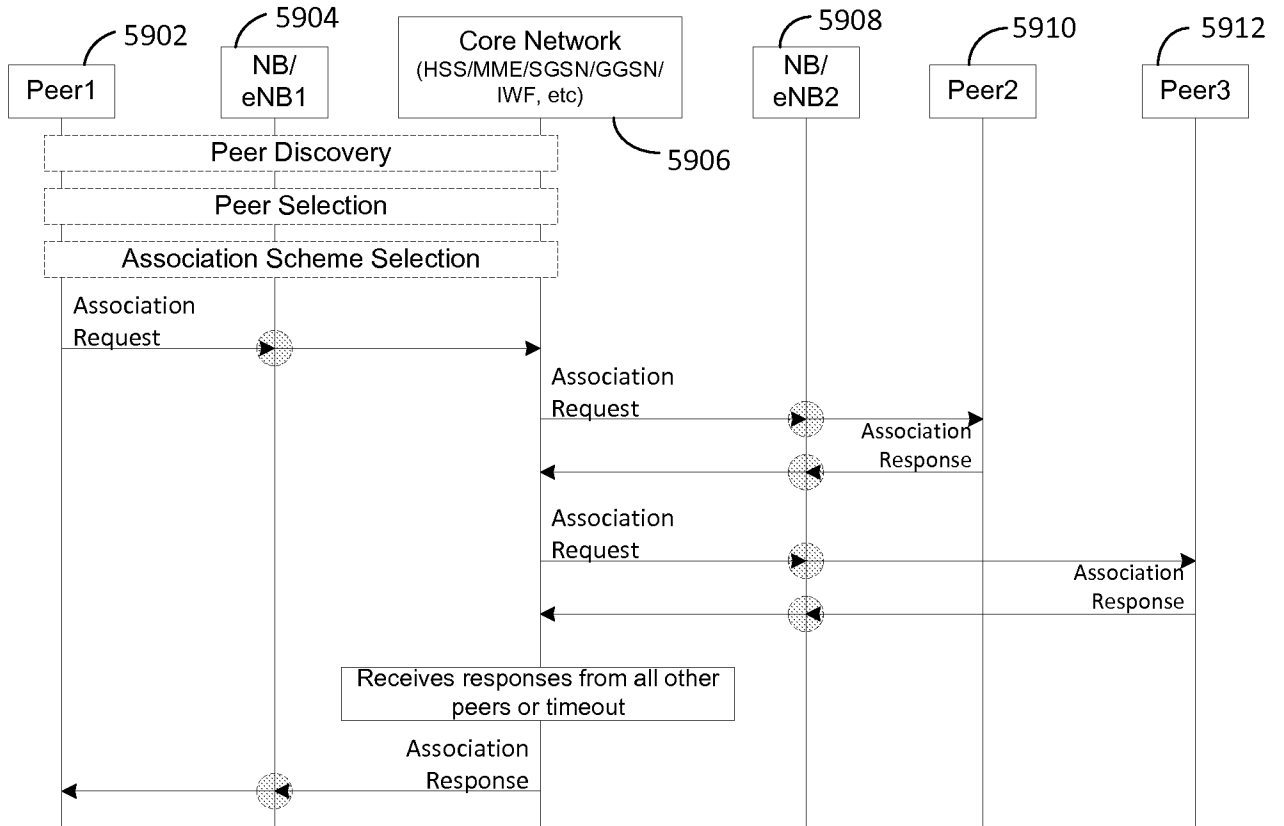 5902
5904
5908
5910
5912
Peer1
NB/
eNB1
Core Network
(HSS/MME/SGSN/GGSN/
IWF, etc)
NB/
eNB2
Peer2
Peer3
5906
Peer Discovery
Peer Selection
Association Scheme Selection
Association
Request
Association
Request
Association
Response
Association
Request
Association
Response
Receives responses from all other
peers or timeout
Association
Response